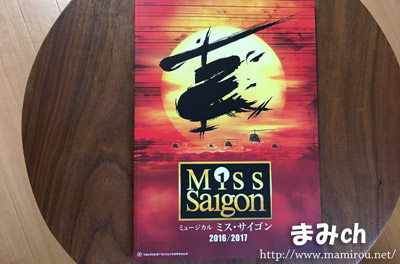 Miss
Saigon
ミュージカル ミス・サイゴン
2016/2017
まみch
http://www.mamirou.net/